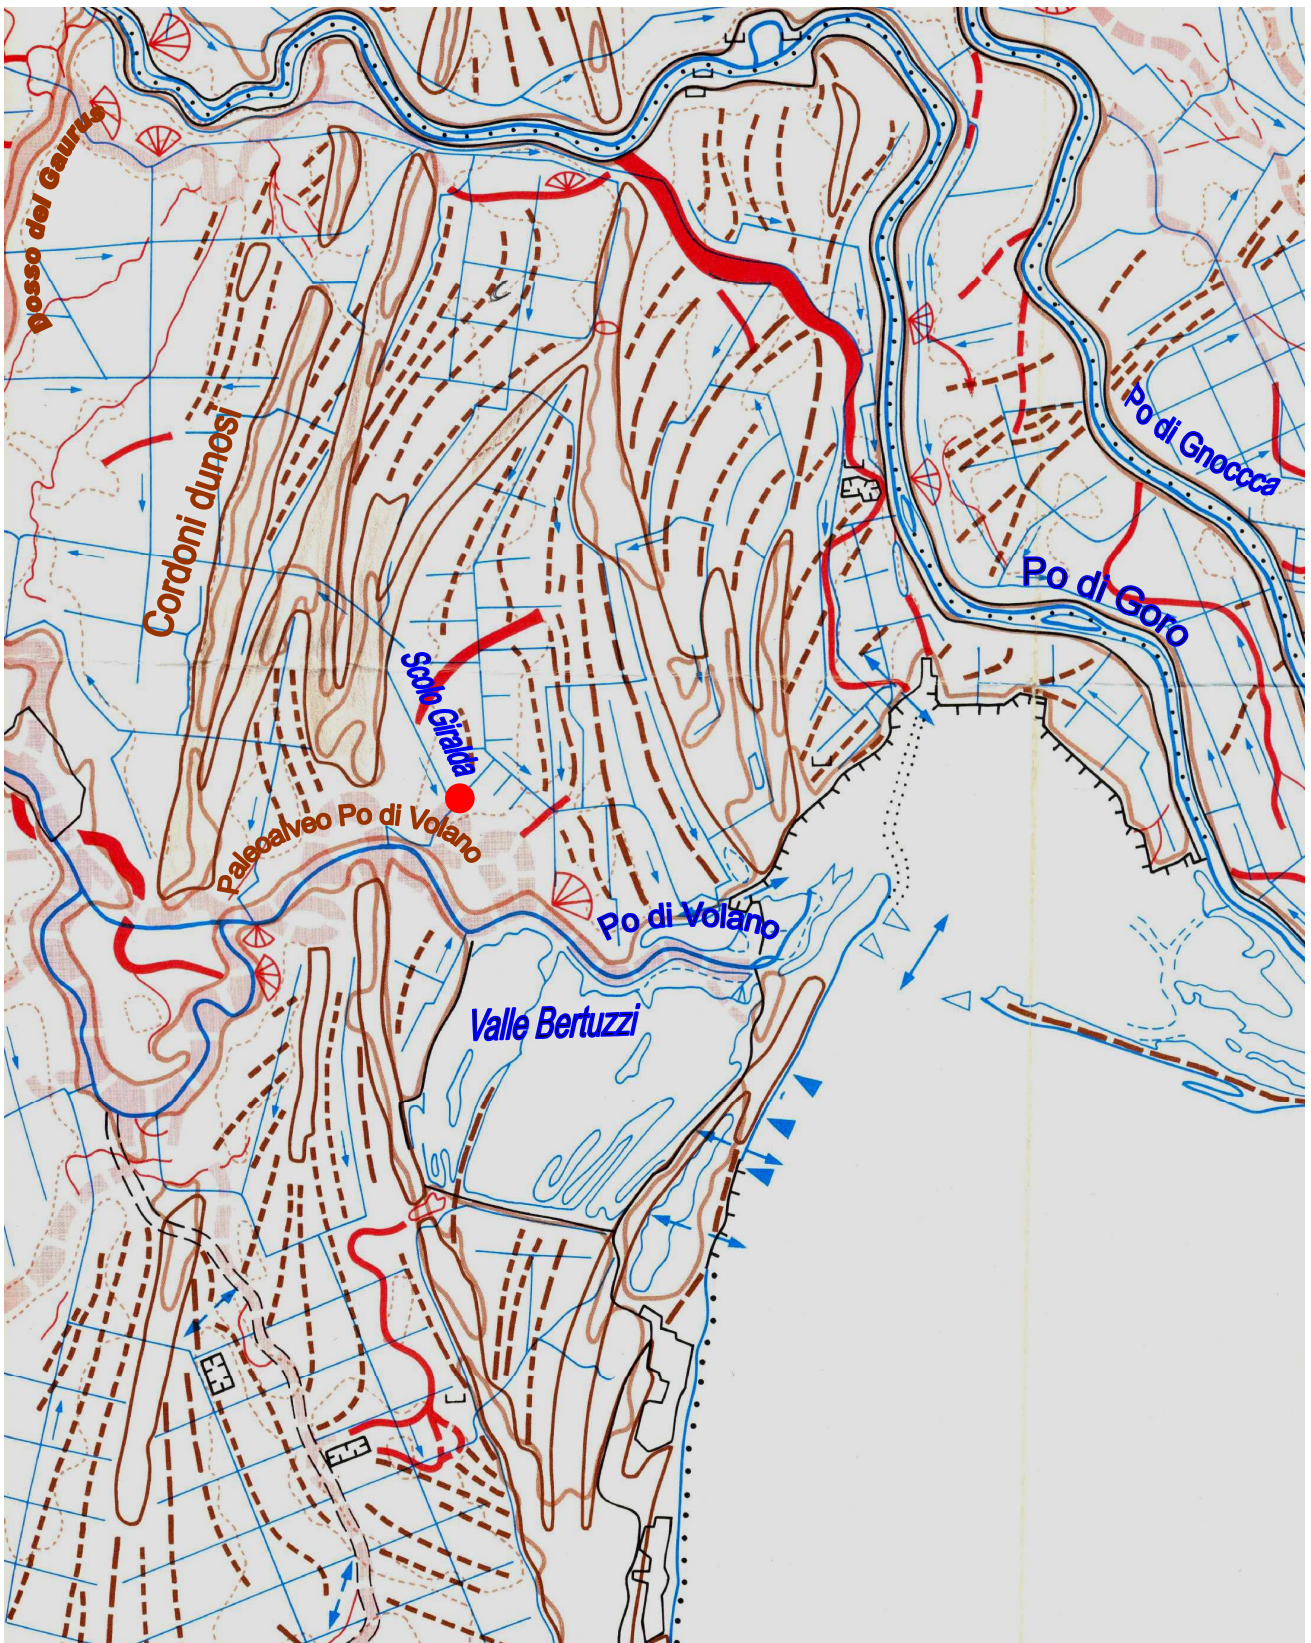 Dosso del Gaurus
Po di Gnoccca
Cordoni dunosi
Po di Goro
Scolo Giralda
Paleoalveo Po di Volano
Po di Volano
Valle Bertuzzi